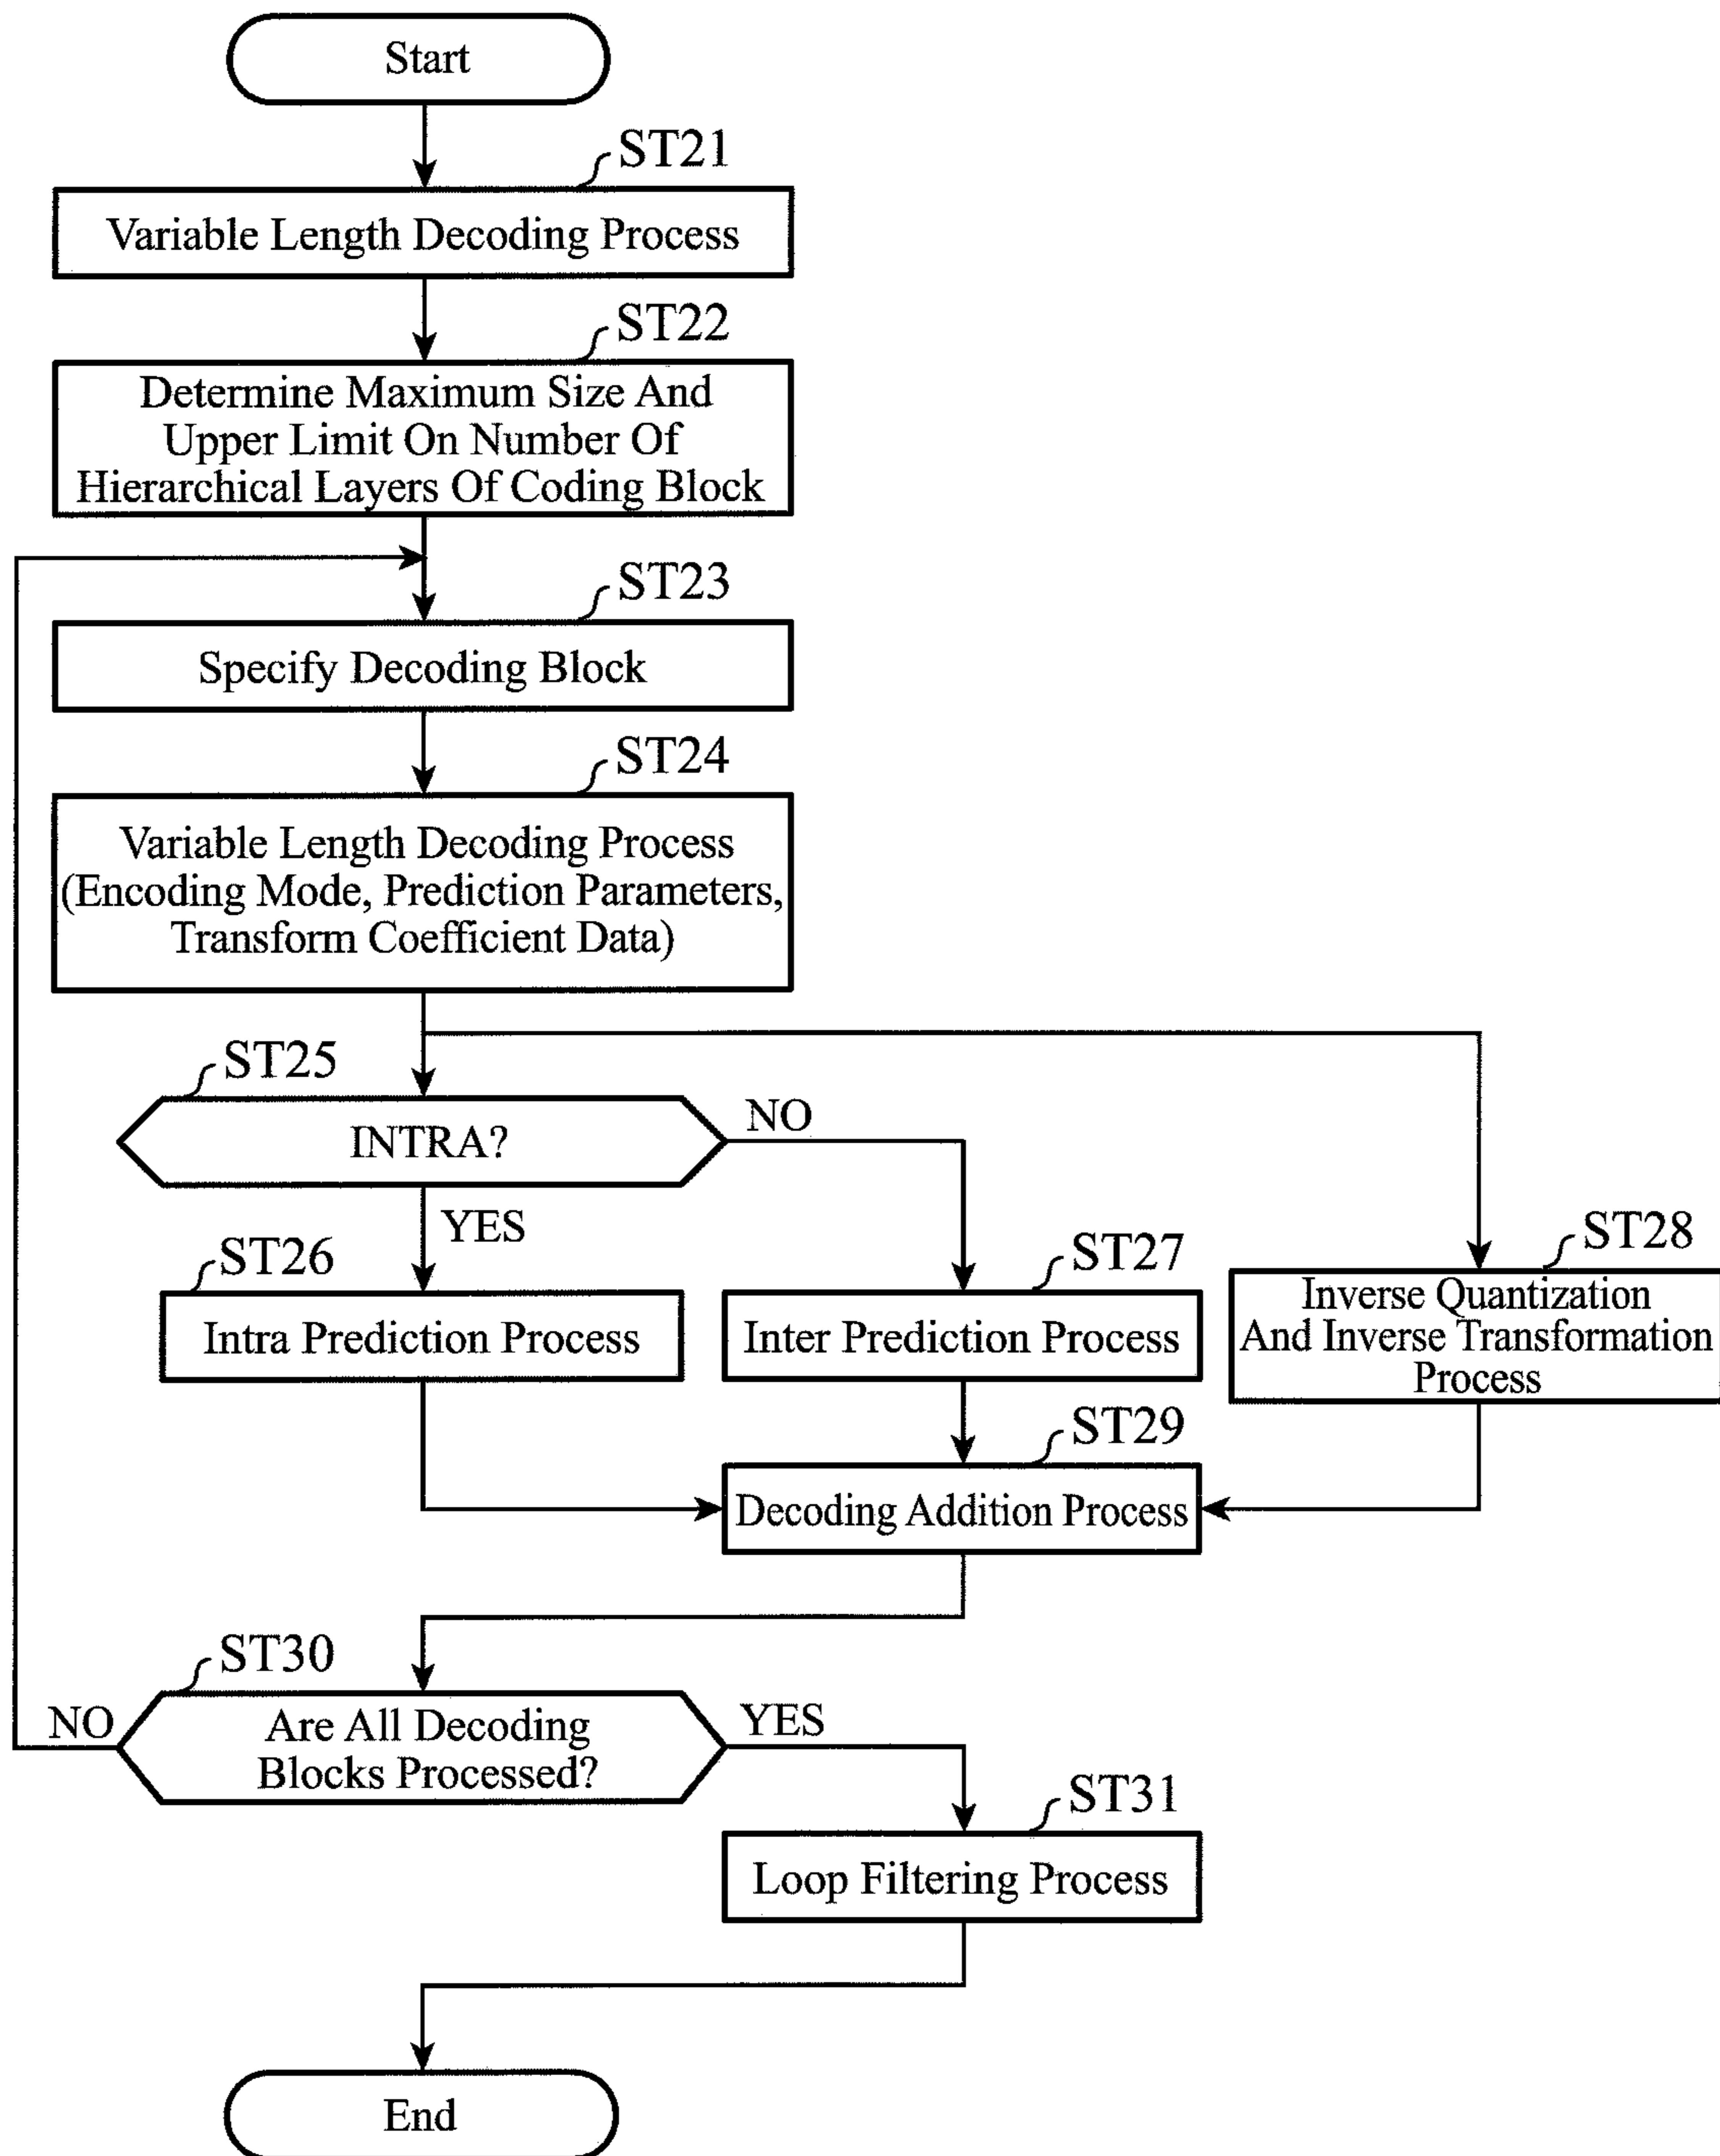 Start
ST21
Variable Length Decoding Process
ST22
Determine Maximum Size And
Upper Limit On Number Of
Hierarchical Layers Of Coding Block
ST23
Specify Decoding Block
ST24
Variable Length Decoding Process
(Encoding Mode, Prediction Parameters,
Transform Coefficient Data)
ST25
INTRA?
NO
YES
ST26
Intra Prediction Process
ST27
Inter Prediction Process
ST28
Inverse Quantization
And Inverse Transformation
Process
ST29
Decoding Addition Process
ST30
Are All Decoding
Blocks Processed?
NO
YES
ST31
Loop Filtering Process
End